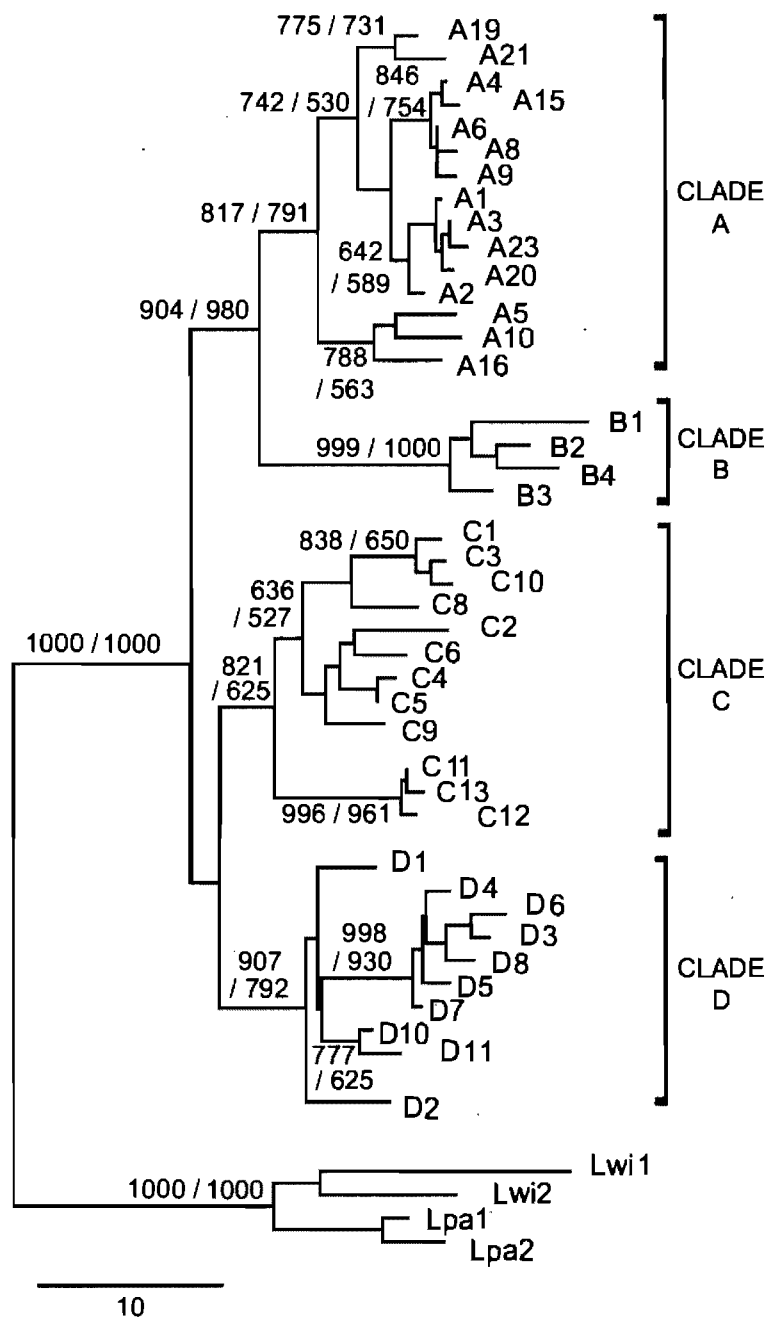 775 / 731
A19
A21
846
/ 754
A4
A15
742 / 530
A6
A8
A9
A1
A3
A23
A20
A2
817 / 791
642
/ 589
CLADE
A
904 / 980
A5
A10
A16
788
/ 563
B1
B2
B4
B3
999 / 1000
CLADE
B
838 / 650
C1
C3
C10
C8
636
/ 527
C2
C6
C4
C5
C9
1000 / 1000
821
/ 625
CLADE
C
C11
C13
C12
996 / 961
D1
D4
D6
D3
D8
D5
D7
998
/ 930
907
/ 792
D10
D11
777
/ 625
D2
CLADE
D
1000 / 1000
Lwi1
Lwi2
Lpa1
Lpa2
10